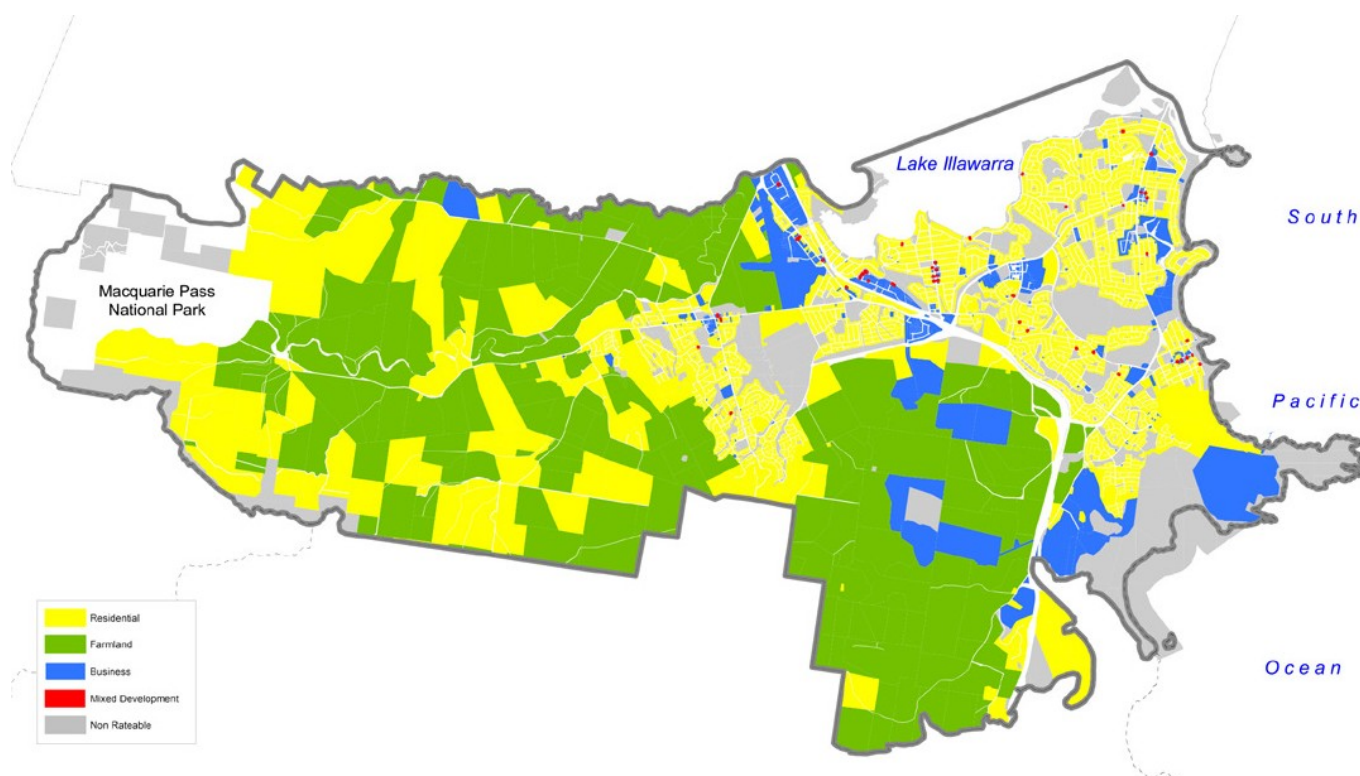 Lake Illawarra
South
Macquarie Pass
National Park
Pacific
Residential
Farmland
Business
Mixed Development
Non Rateable
Ocean